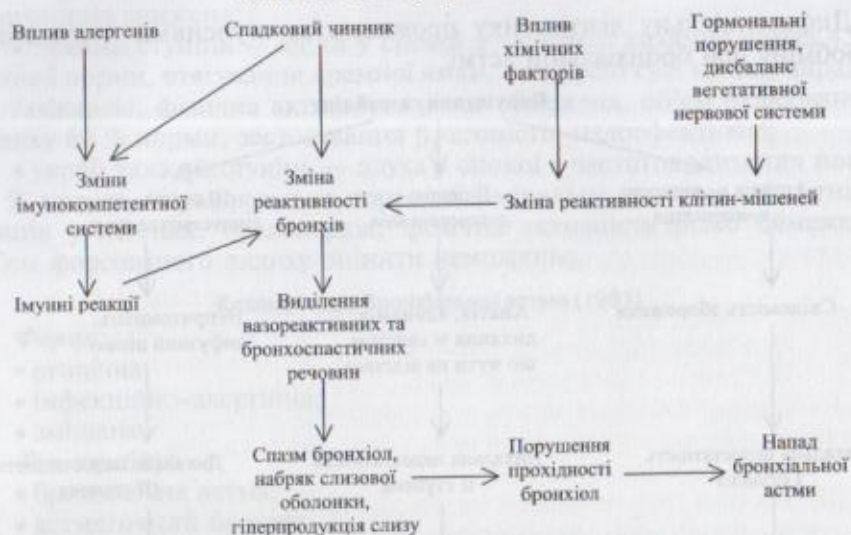 Вплив алергенів
Спадковий чинник
Вплив
хімічних
факторів
Гормональні
порушення,
дисбаланс
вегетативної
нервової системи
Зміни
імунокомпетентної
системи
Зміна
реактивності
бронхів
Зміна реактивності клітин-мішеней
Імунні реакції
Виділення
вазореактивних та
бронхоспастичних
речовин
Спазм бронхіол,
набряк слизової
оболонки,
гіперпродукція слизу
Порушення
прохідності
бронхіол
Напад
бронхіальної
астми